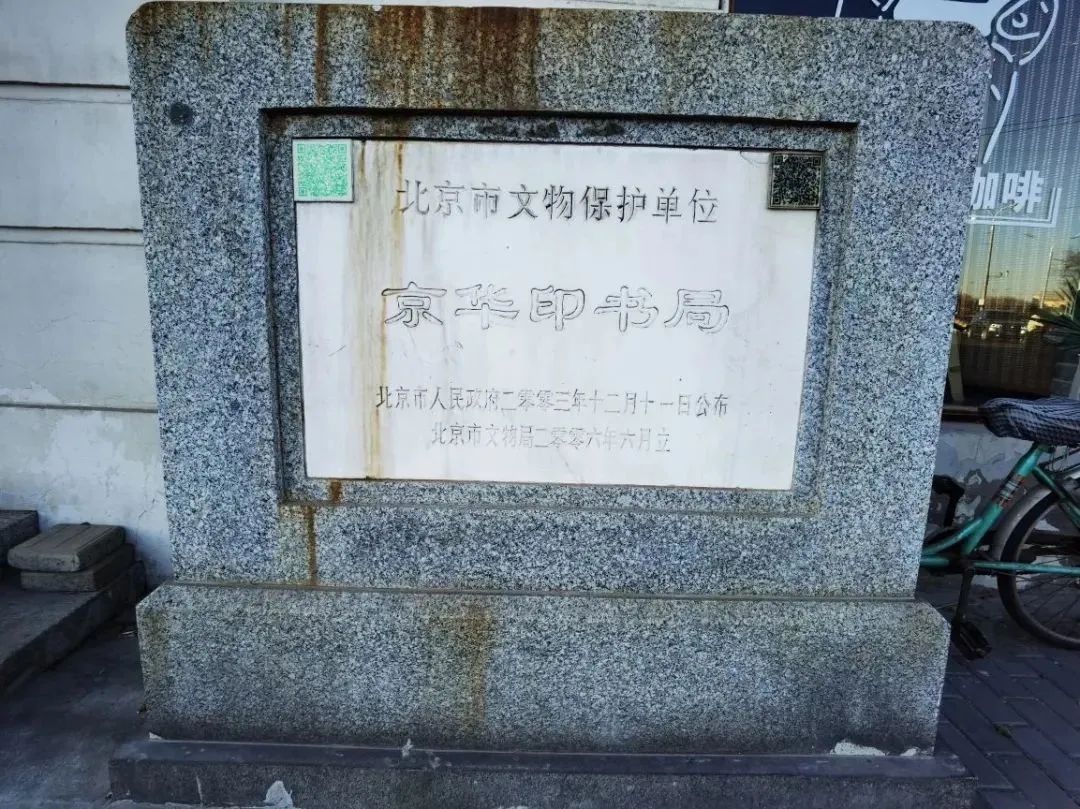 北京市文物保护单位
京华印书局
北京市人民政府二零零三年十二月十一日公布
北京市文物局二零零六年六月立
咖啡』